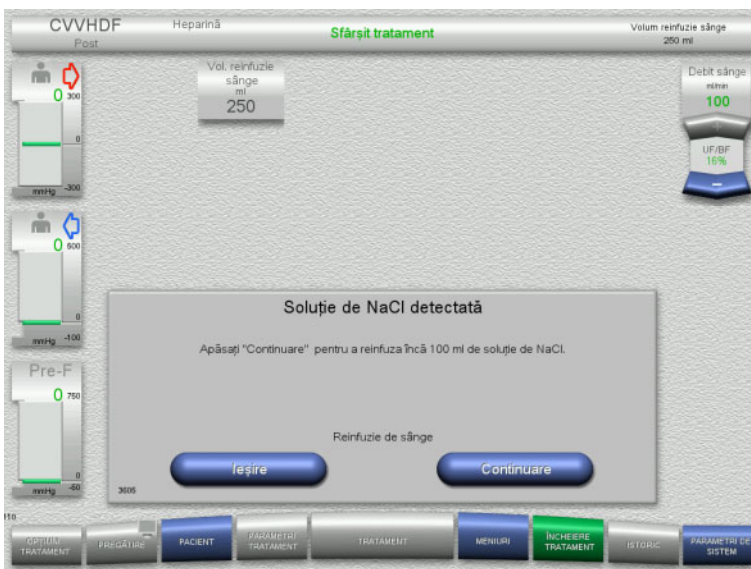 CVVHDF
Post
Heparină
Sfârșit tratament
Volum reinfuzie sânge
250 ml
0
300
0
-300
mmHg
Vol. reinfuzie
sânge
ml
250
Debit sânge
ml/min
100
+
UF/BF
16%
-
0
500
0
-100
mmHg
Pre-F
0
750
0
-50
mmHg
Soluție de NaCl detectată
Apăsați "Continuare" pentru a reinfuza încă 100 ml de soluție de NaCl.
Reinfuzie de sânge
Ieșire
Continuare
3605
110
OPȚIUNI
TRATAMENT
PREGĂTIRE
PACIENT
PARAMETRI
TRATAMENT
TRATAMENT
MENIURI
ÎNCHEIERE
TRATAMENT
ISTORIC
PARAMETRI DE
SISTEM